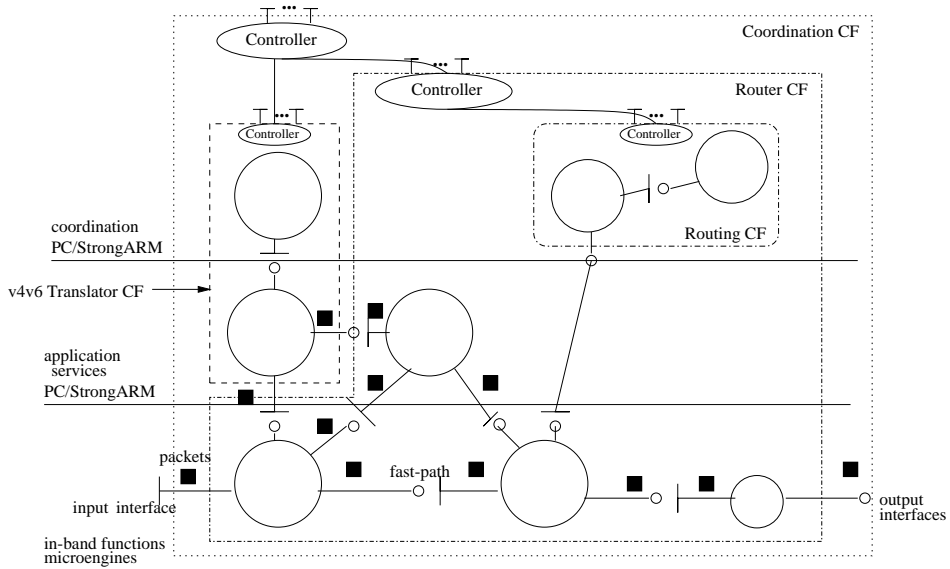 Controller
Coordination CF
Controller
Router CF
Controller
Controller
Routing CF
coordination
PC/StrongARM
v4v6 Translator CF
application
services
PC/StrongARM
packets
fast-path
input interface
output
interfaces
in-band functions
microengines